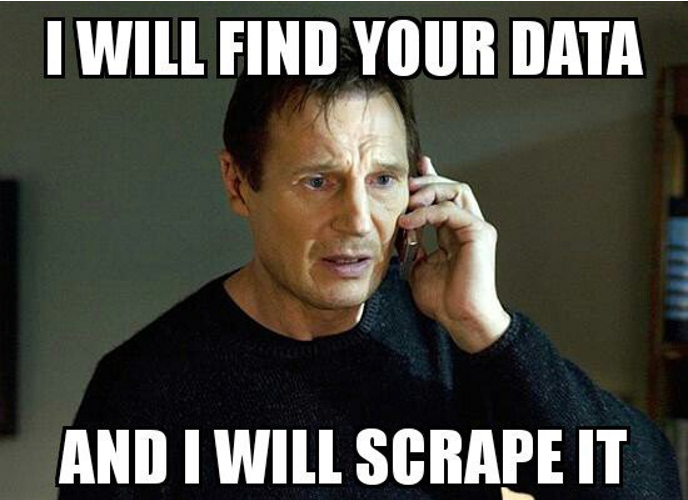 I WILL FIND YOUR DATA
AND I WILL SCRAPE IT